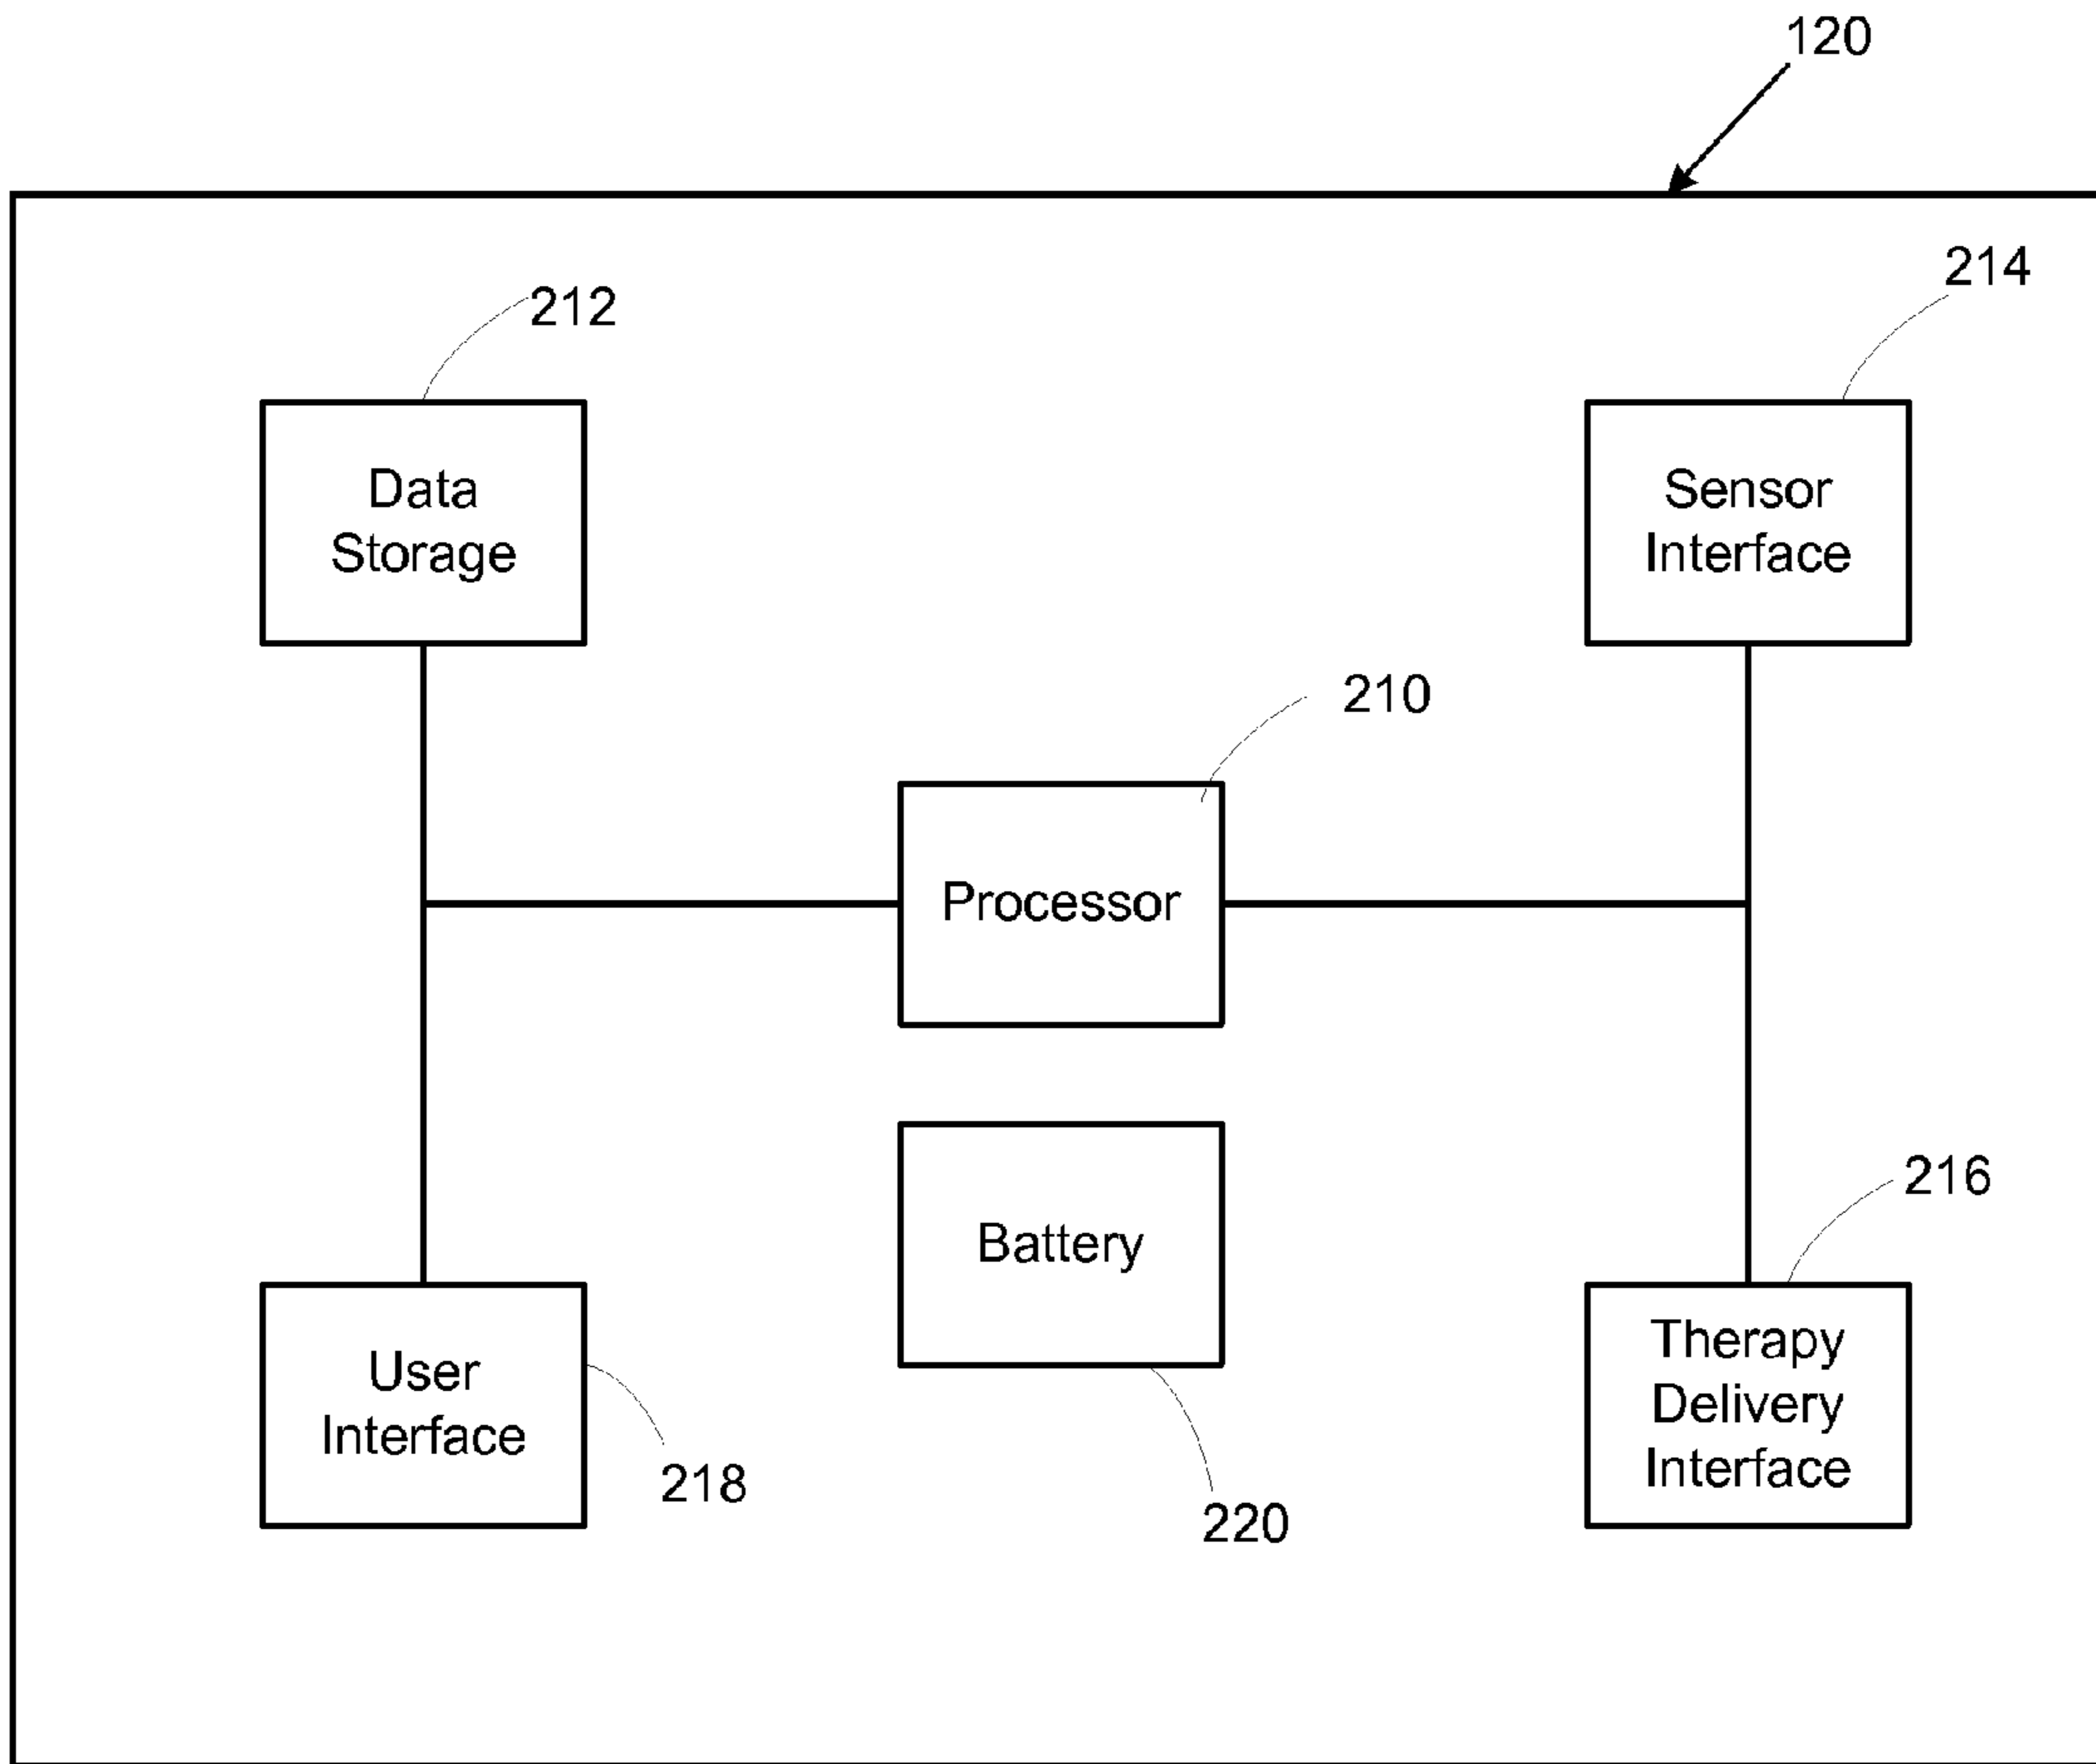 120
214
212
Data
Storage
Sensor
Interface
210
Processor
216
Battery
Therapy
Delivery
Interface
User
Interface
218
220